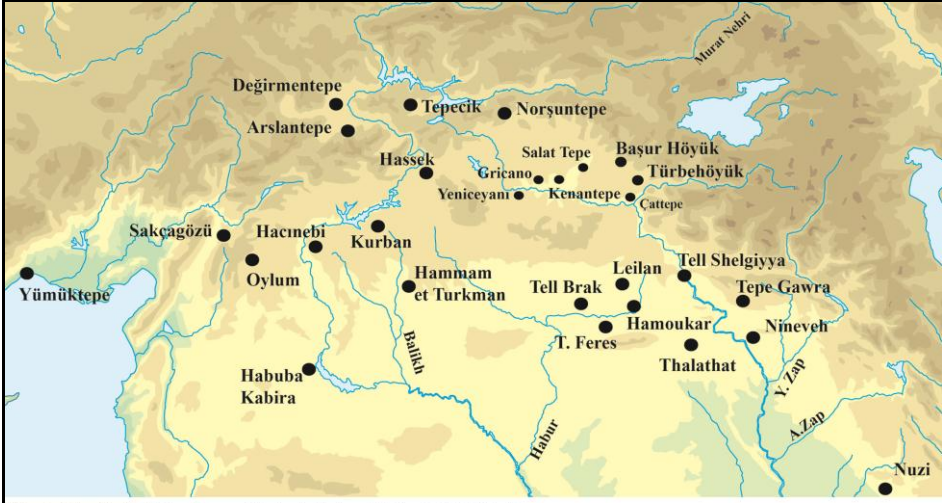 Murat Nehri
Değirmentepe
Tepecik
Norşuntepe
Arslantepe
Hassek
Salat Tepe
Başur Höyük
Gricano
Türbehöyük
Yeniceyanı
Kenantepe
Çattepe
Sakçagözü
Hacınebi
Kurban
Oylum
Yümüktepe
Hammam
et Turkman
Leilan
Tell Shelgiyya
Tell Brak
Tepe Gawra
Hamoukar
T. Feres
Nineveh
Thalathat
Balikh
Habuba
Kabira
Habur
Y. Zap
A.Zap
Nuzi